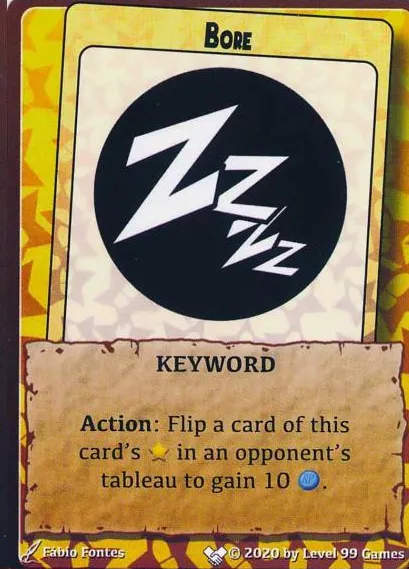 BORE
Z Z Z Z
KEYWORD
Action: Flip a card of this
card's ⭐ in an opponent's
tableau to gain 10 🔵.
Fábio Fontes
© 2020 by Level 99 Games